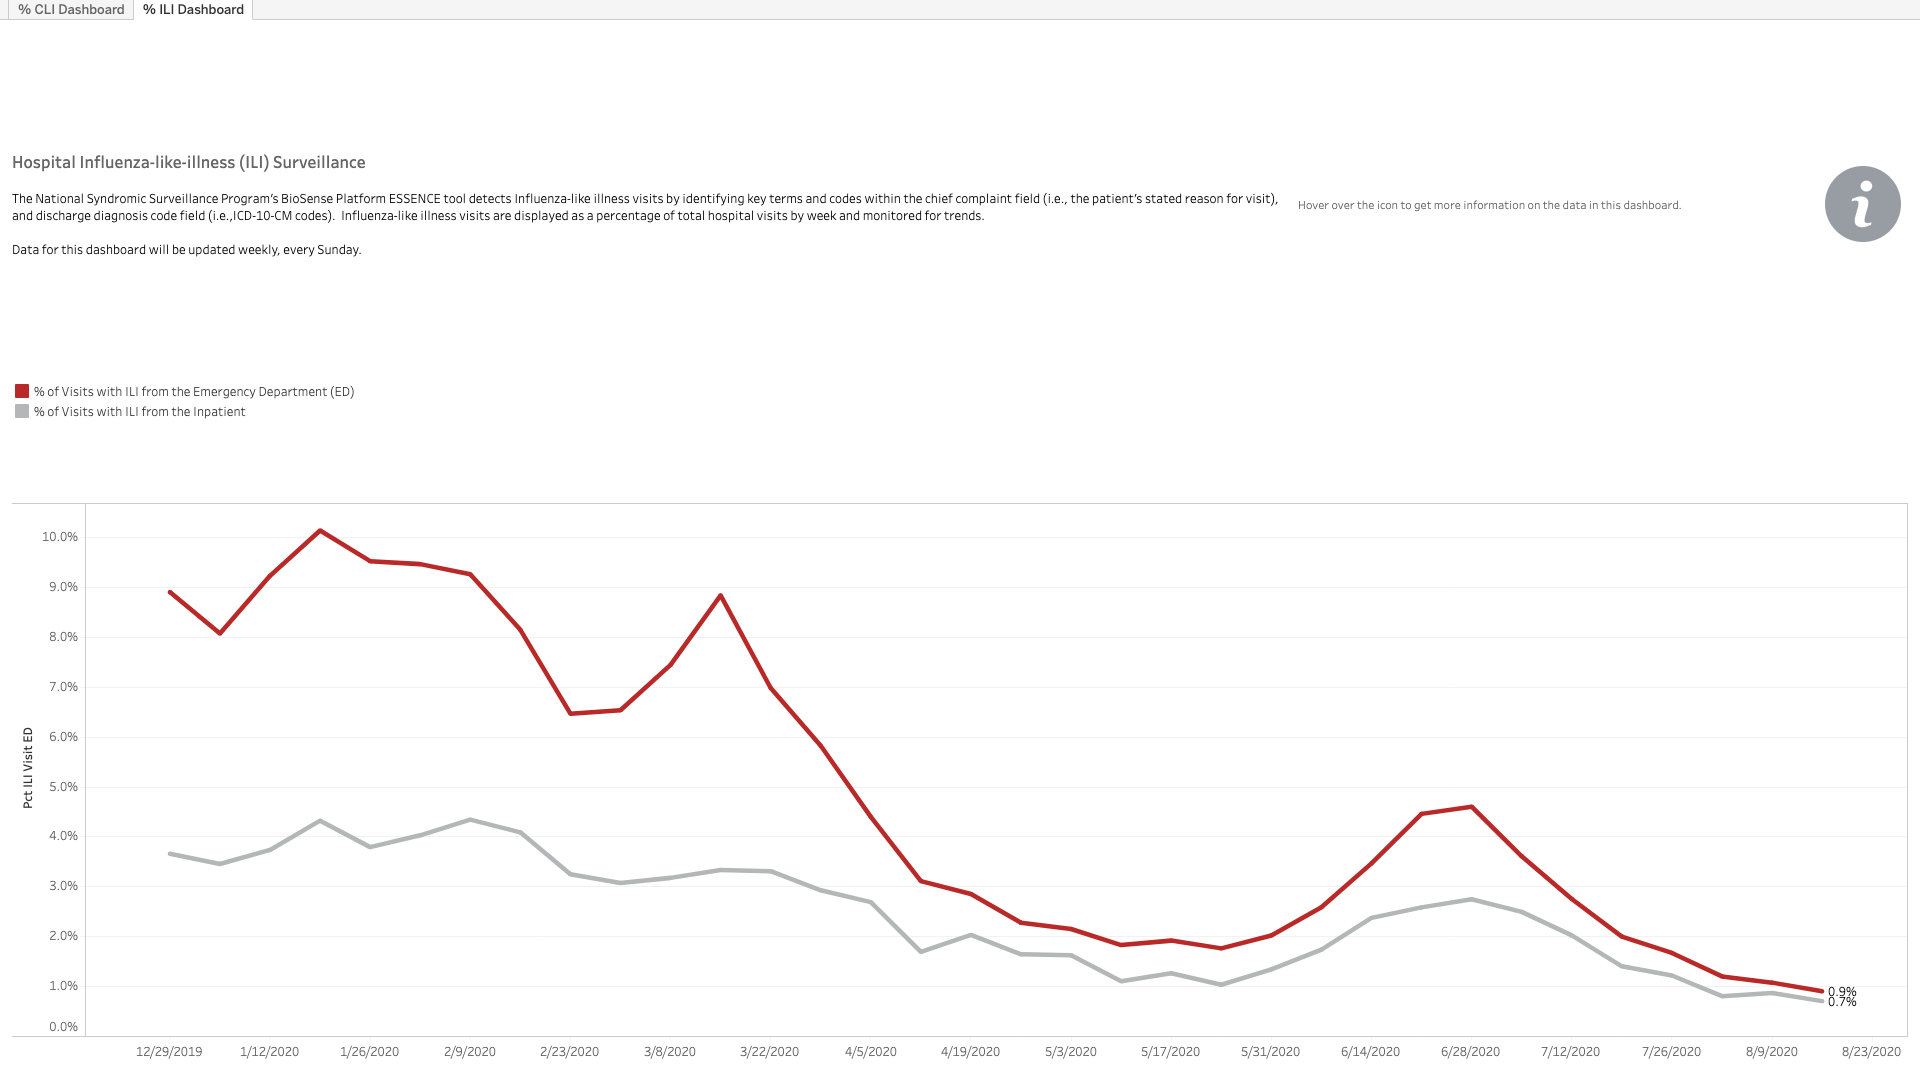 % CLI Dashboard
% ILI Dashboard
Hospital Influenza-like-illness (ILI) Surveillance
The National Syndromic Surveillance Program's BioSense Platform ESSENCE tool detects Influenza-like illness visits by identifying key terms and codes within the chief complaint field (i.e., the patient's stated reason for visit),
and discharge diagnosis code field (i.e.,ICD-10-CM codes).  Influenza-like illness visits are displayed as a percentage of total hospital visits by week and monitored for trends.
Data for this dashboard will be updated weekly, every Sunday.
Hover over the icon to get more information on the data in this dashboard.
i
% of Visits with ILI from the Emergency Department (ED)
% of Visits with ILI from the Inpatient
Pct ILI Visit ED
10.0%
9.0%
8.0%
7.0%
6.0%
5.0%
4.0%
3.0%
2.0%
1.0%
0.0%
0.9%
0.7%
12/29/2019
1/12/2020
1/26/2020
2/9/2020
2/23/2020
3/8/2020
3/22/2020
4/5/2020
4/19/2020
5/3/2020
5/17/2020
5/31/2020
6/14/2020
6/28/2020
7/12/2020
7/26/2020
8/9/2020
8/23/2020